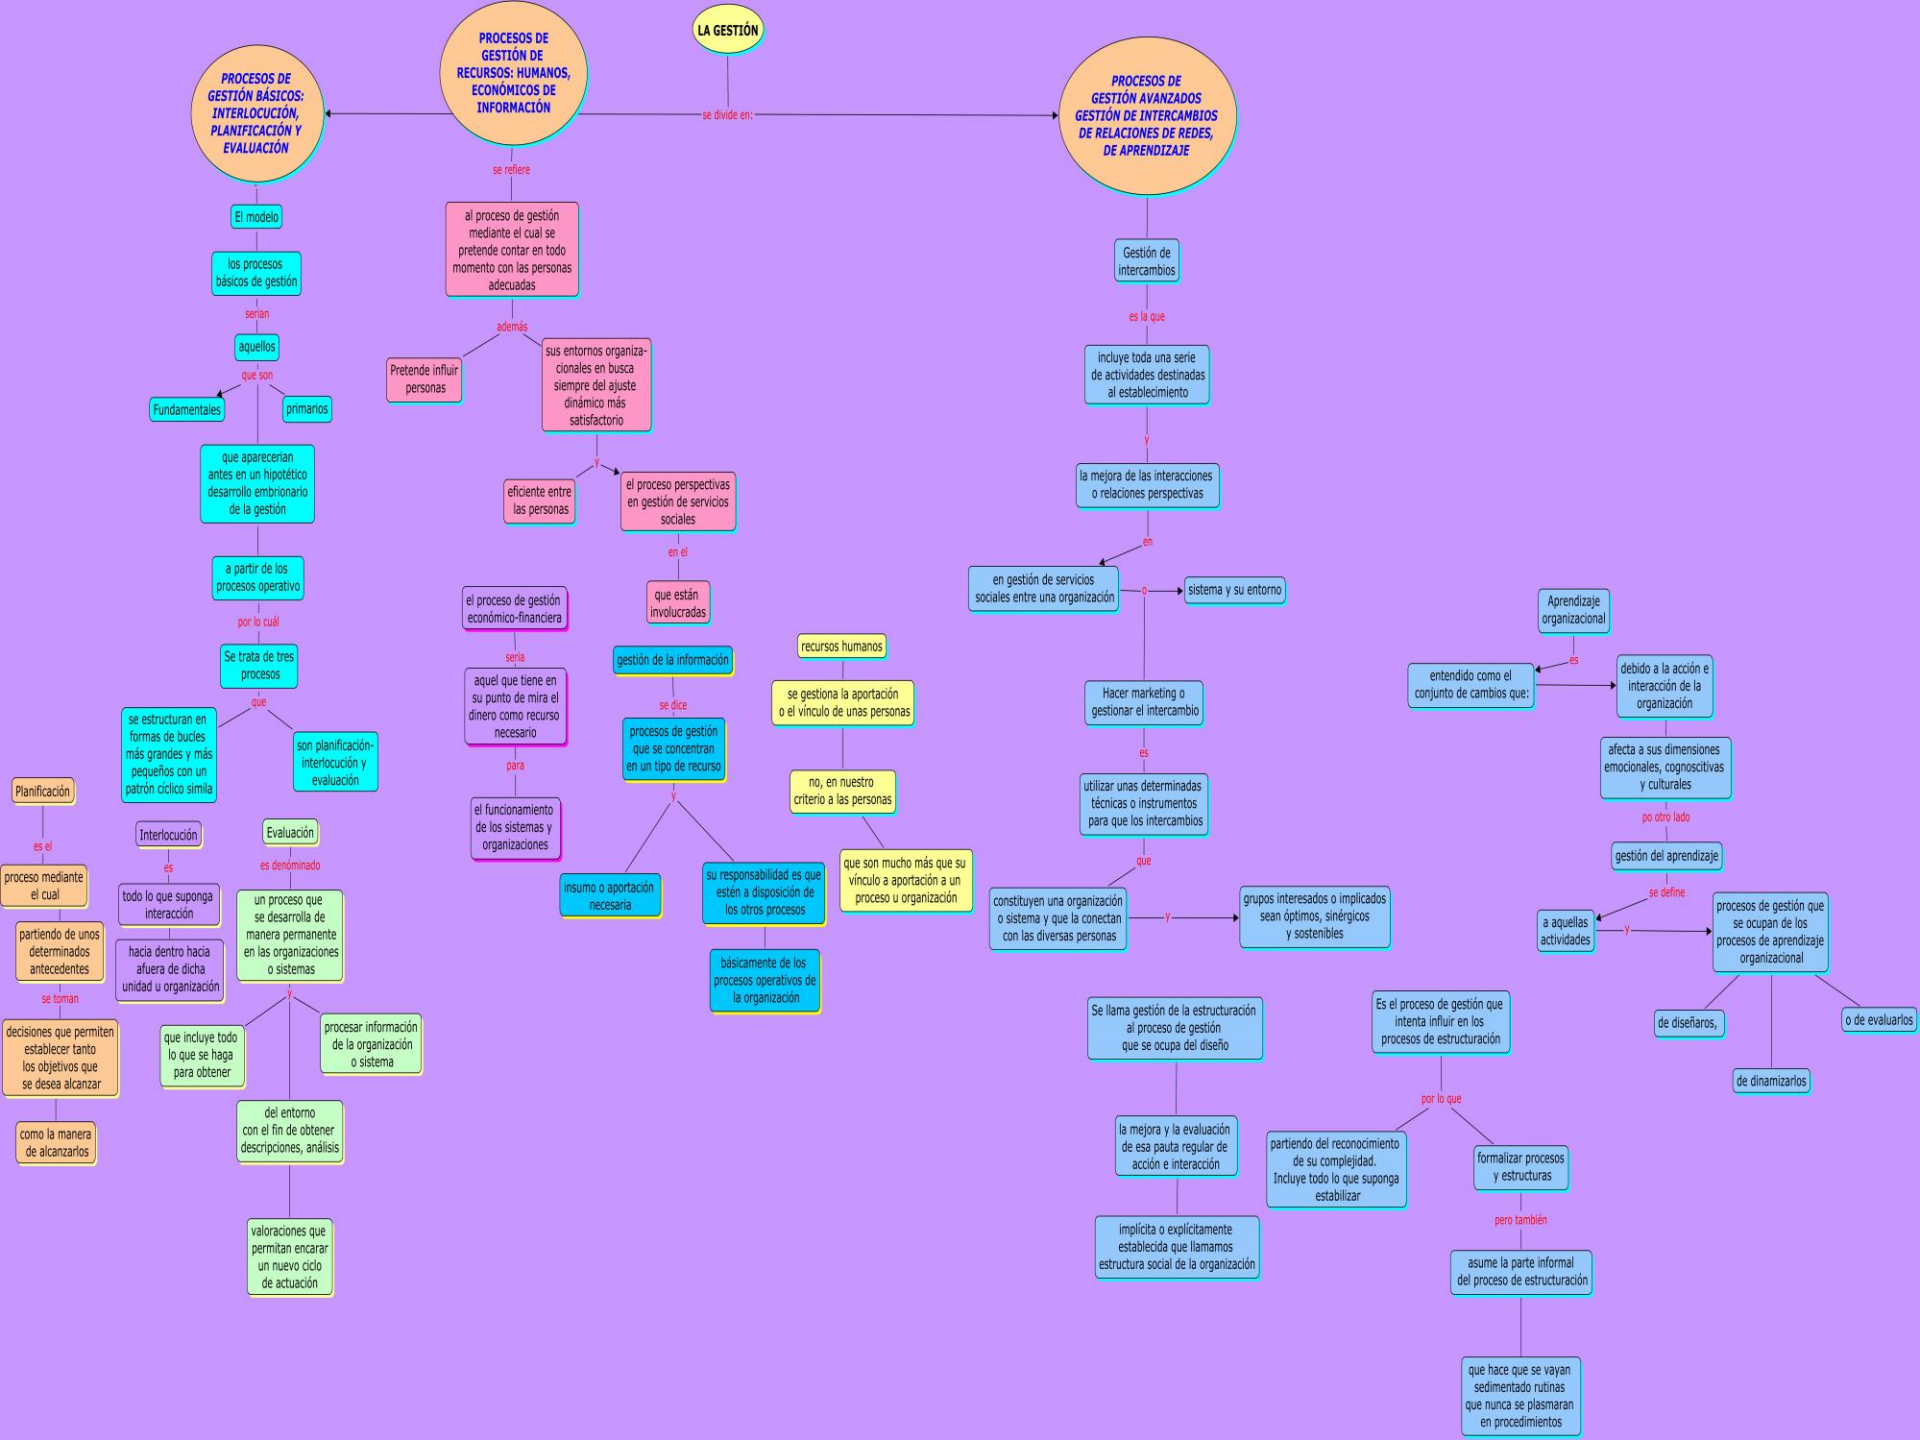 LA GESTIÓN
se divide en:
PROCESOS DE
GESTIÓN BÁSICOS:
INTERLOCUCIÓN,
PLANIFICACIÓN Y
EVALUACIÓN
El modelo
los procesos
básicos de gestión
serian
aquellos
que son
Fundamentales
primarios
que aparecerian
antes en un hipotético
desarrollo embrionario
de la gestión
a partir de los
procesos operativo
por lo cuál
Se trata de tres
procesos
que
se estructuran en
formas de bucles
más grandes y más
pequeños con un
patrón cíclico simila
son planificación-
interlocución y
evaluación
Planificación
es el
proceso mediante
el cual
partiendo de unos
determinados
antecedentes
se toman
decisiones que permiten
establecer tanto
los objetivos que
se desea alcanzar
como la manera
de alcanzarlos
Interlocución
es
todo lo que suponga
interacción
hacia dentro hacia
afuera de dicha
unidad u organización
Evaluación
es denóminado
un proceso que
se desarrolla de
manera permanente
en las organizaciones
o sistemas
y
que incluye todo
lo que se haga
para obtener
procesar información
de la organización
o sistema
del entorno
con el fin de obtener
descripciones, análisis
valoraciones que
permitan encarar
un nuevo ciclo
de actuación
PROCESOS DE
GESTIÓN DE
RECURSOS: HUMANOS,
ECONÓMICOS DE
INFORMACIÓN
se refiere
al proceso de gestión
mediante el cual se
pretende contar en todo
momento con las personas
adecuadas
además
Pretende influir
personas
sus entornos organiza-
cionales en busca
siempre del ajuste
dinámico más
satisfactorio
y
eficiente entre
las personas
el proceso perspectivas
en gestión de servicios
sociales
en el
que están
involucradas
el proceso de gestión
económico-financiera
seria
aquel que tiene en
su punto de mira el
dinero como recurso
necesario
para
el funcionamiento
de los sistemas y
organizaciones
gestión de la información
se dice
procesos de gestión
que se concentran
en un tipo de recurso
y
insumo o aportación
necesaria
su responsabilidad es que
estén a disposición de
los otros procesos
básicamente de los
procesos operativos de
la organización
recursos humanos
se gestiona la aportación
o el vínculo de unas personas
no, en nuestro
criterio a las personas
que son mucho más que su
vínculo a aportación a un
proceso u organización
PROCESOS DE
GESTIÓN AVANZADOS
GESTIÓN DE INTERCAMBIOS
DE RELACIONES DE REDES,
DE APRENDIZAJE
Gestión de
intercambios
es la que
incluye toda una serie
de actividades destinadas
al establecimiento
y
la mejora de las interacciones
o relaciones perspectivas
en
en gestión de servicios
sociales entre una organización
o
sistema y su entorno
Hacer marketing o
gestionar el intercambio
es
utilizar unas determinadas
técnicas o instrumentos
para que los intercambios
que
constituyen una organización
o sistema y que la conectan
con las diversas personas
y
grupos interesados o implicados
sean óptimos, sinérgicos
y sostenibles
Se llama gestión de la estructuración
al proceso de gestión
que se ocupa del diseño
la mejora y la evaluación
de esa pauta regular de
acción e interacción
implícita o explícitamente
establecida que llamamos
estructura social de la organización
Es el proceso de gestión que
intenta influir en los
procesos de estructuración
por lo que
partiendo del reconocimiento
de su complejidad.
Incluye todo lo que suponga
estabilizar
formalizar procesos
y estructuras
pero también
asume la parte informal
del proceso de estructuración
que hace que se vayan
sedimentado rutinas
que nunca se plasmaran
en procedimientos
Aprendizaje
organizacional
es
entendido como el
conjunto de cambios que:
debido a la acción e
interacción de la
organización
afecta a sus dimensiones
emocionales, cognoscitivas
y culturales
po otro lado
gestión del aprendizaje
se define
a aquellas
actividades
y
procesos de gestión que
se ocupan de los
procesos de aprendizaje
organizacional
de diseñaros,
de dinamizarlos
o de evaluarlos